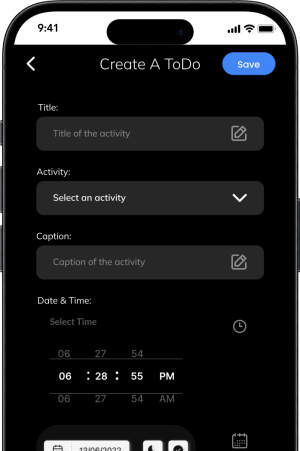 9:41
Create A ToDo
Save
Title:
Title of the activity
Activity:
Select an activity
Caption:
Caption of the activity
Date & Time:
Select Time
06 27 54
06 : 28 : 55 PM
06 27 54 AM
13/06/2022